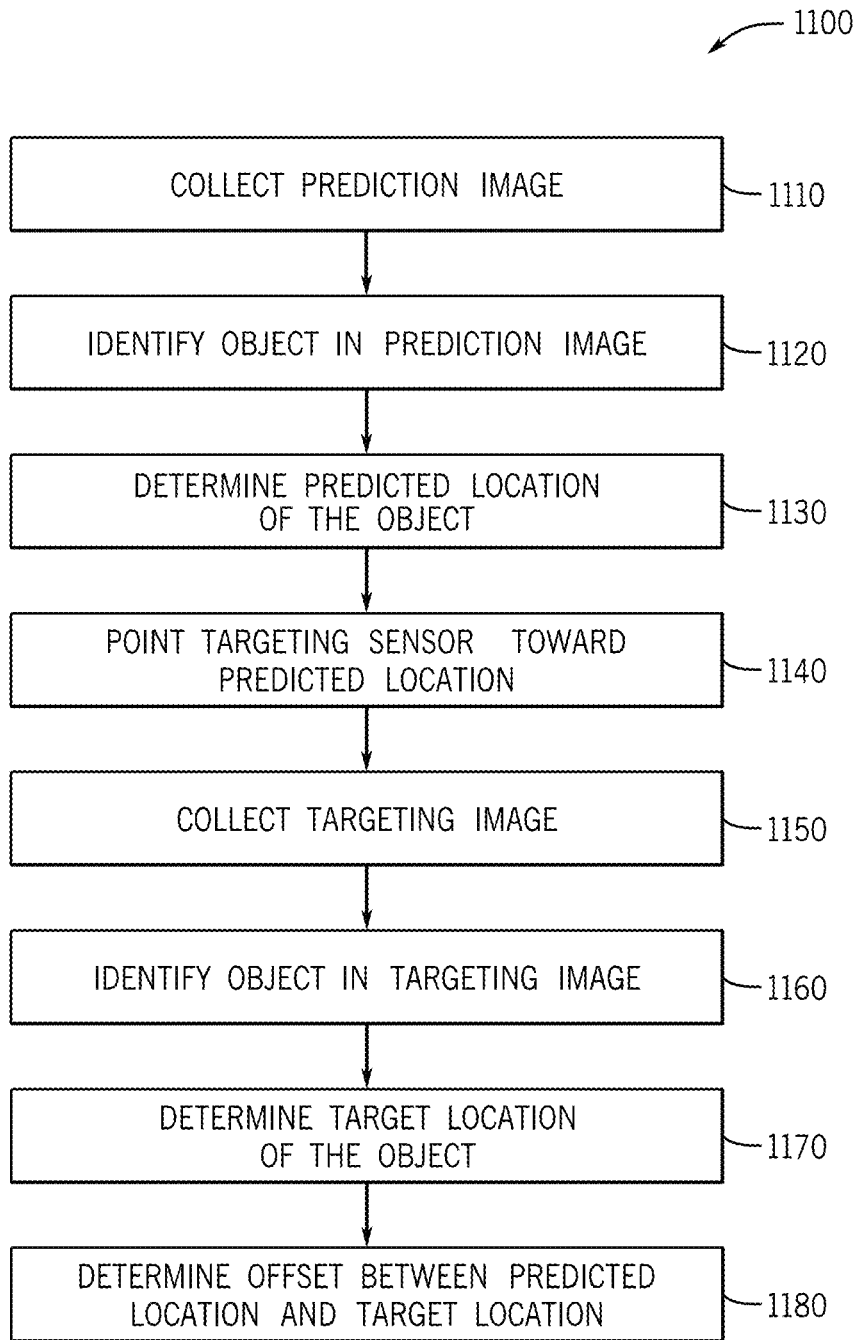 1100
COLLECT PREDICTION IMAGE
1110
IDENTIFY OBJECT IN PREDICTION IMAGE
1120
DETERMINE PREDICTED LOCATION
OF THE OBJECT
1130
POINT TARGETING SENSOR TOWARD
PREDICTED LOCATION
1140
COLLECT TARGETING IMAGE
1150
IDENTIFY OBJECT IN TARGETING IMAGE
1160
DETERMINE TARGET LOCATION
OF THE OBJECT
1170
DETERMINE OFFSET BETWEEN PREDICTED
LOCATION AND TARGET LOCATION
1180